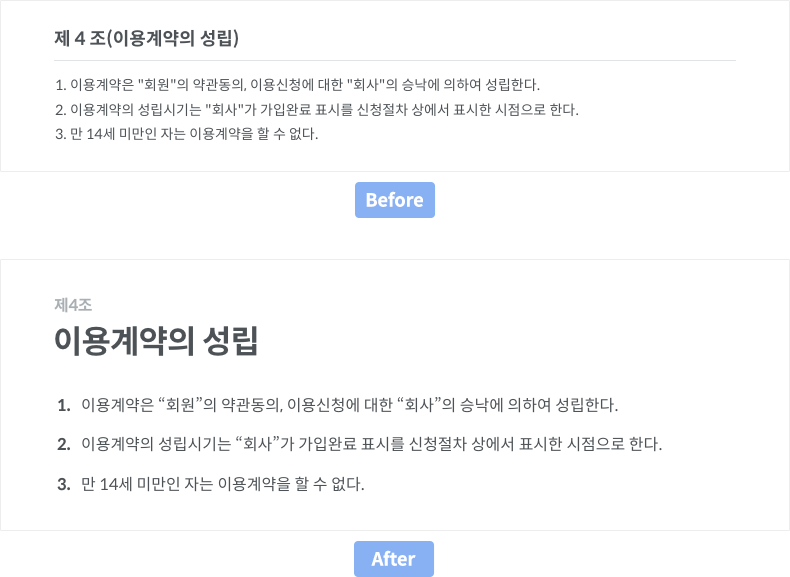 제 4 조(이용계약의 성립)
1. 이용계약은 "회원"의 약관동의, 이용신청에 대한 "회사"의 승낙에 의하여 성립한다.
2. 이용계약의 성립시기는 "회사"가 가입완료 표시를 신청절차 상에서 표시한 시점으로 한다.
3. 만 14세 미만인 자는 이용계약을 할 수 없다.
Before
제4조
이용계약의 성립
1. 이용계약은 “회원”의 약관동의, 이용신청에 대한 “회사”의 승낙에 의하여 성립한다.
2. 이용계약의 성립시기는 “회사”가 가입완료 표시를 신청절차 상에서 표시한 시점으로 한다.
3. 만 14세 미만인 자는 이용계약을 할 수 없다.
After